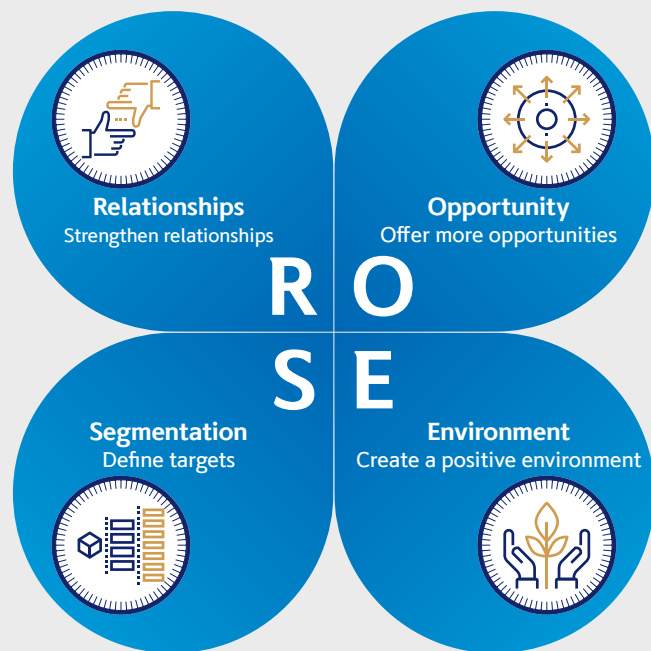 Relationships
Strengthen relationships
Opportunity
Offer more opportunities
R O
S E
Segmentation
Define targets
Environment
Create a positive environment